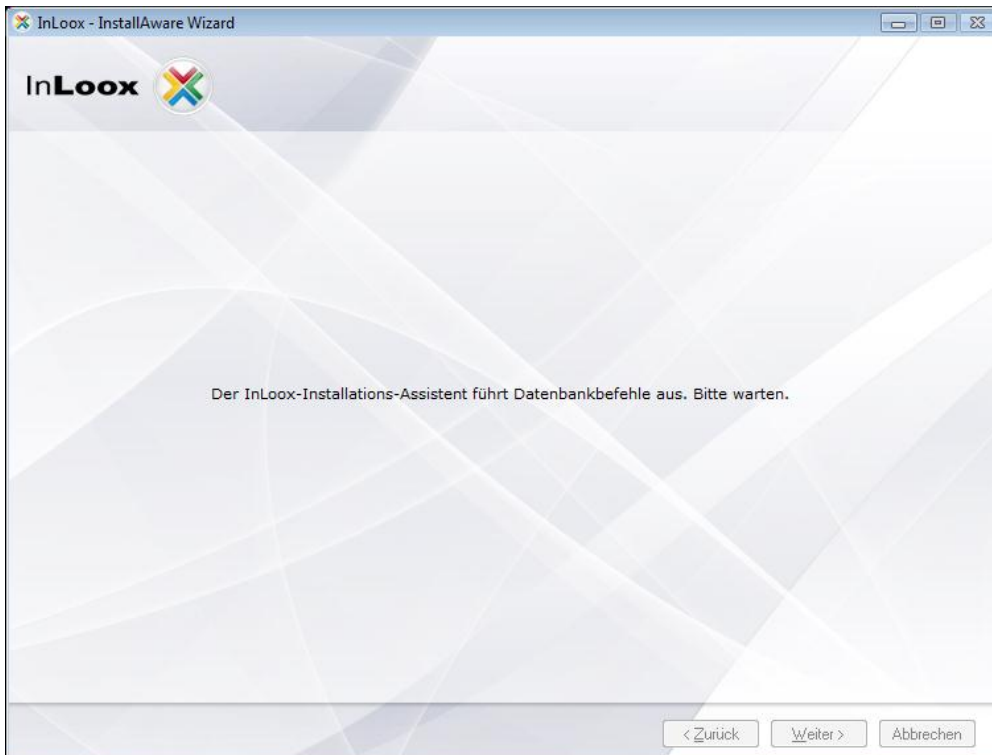 InLoox - InstallAware Wizard
InLoox
Der InLoox-Installations-Assistent führt Datenbankbefehle aus. Bitte warten.
< Zurück
Weiter >
Abbrechen